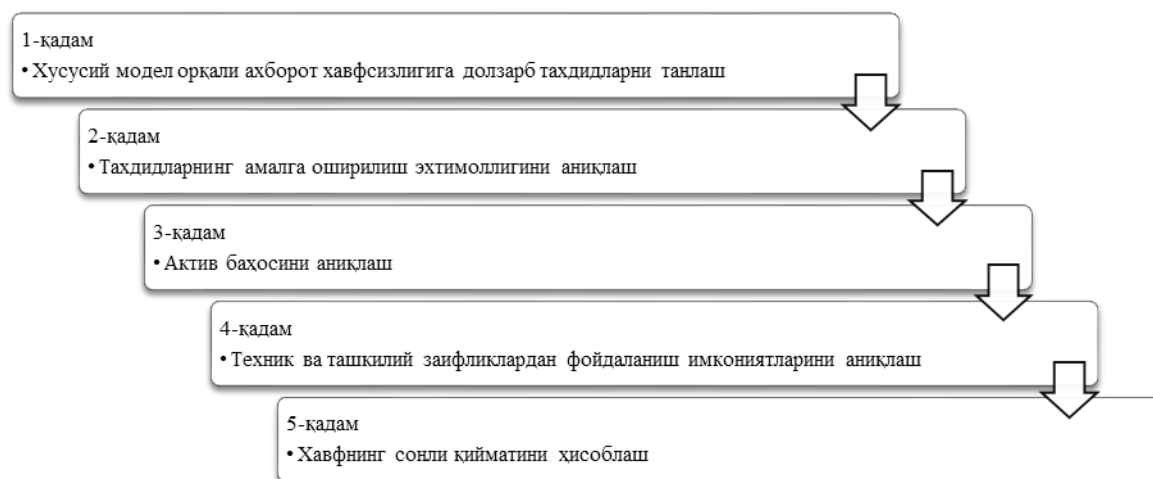 1-қадам
• Хусусий модел орқали ахборот хавфсизлигига долзарб таҳдидларни танлаш
2-қадам
• Таҳдидларнинг амалга оширилиш эҳтимоллигини аниқлаш
3-қадам
• Актив баҳосини аниқлаш
4-қадам
• Техник ва ташкилий заифликлардан фойдаланиш имкониятларини аниқлаш
5-қадам
• Хавфнинг сонли қийматини ҳисоблаш